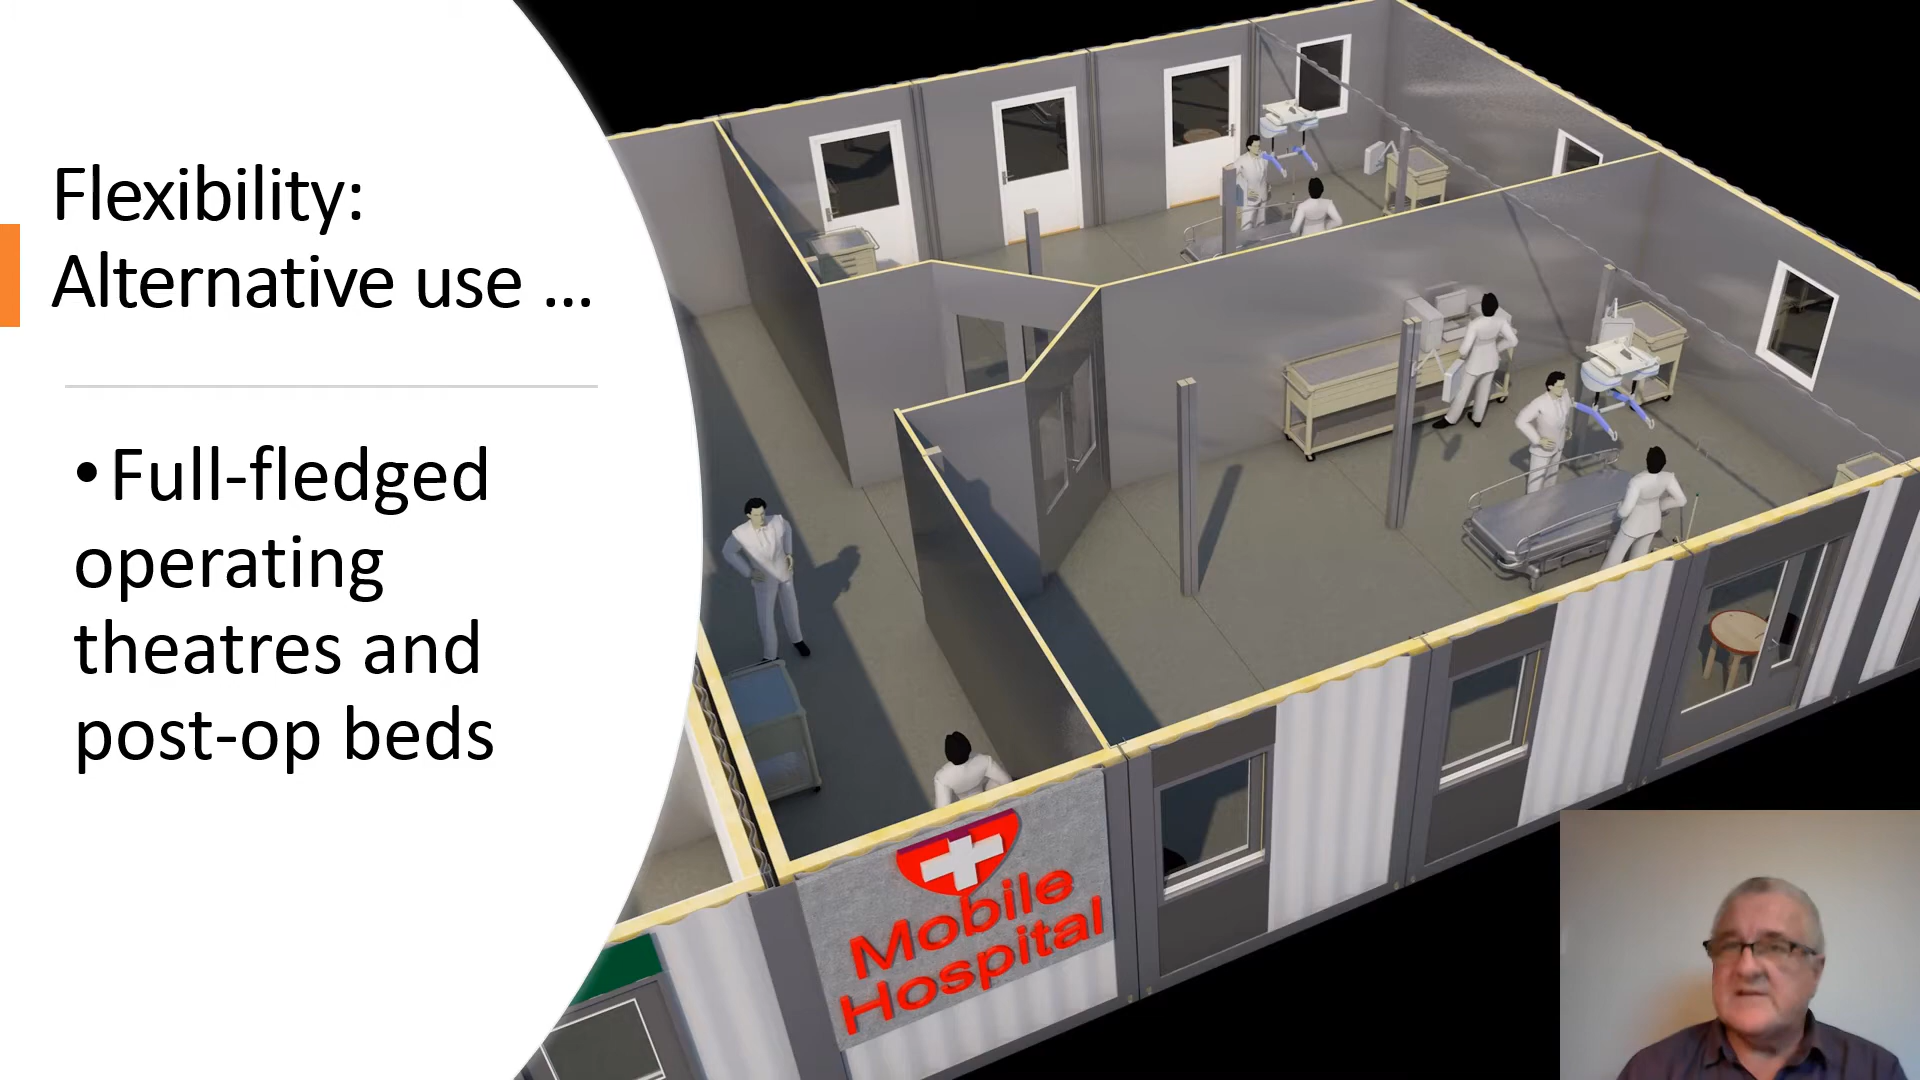 Flexibility:
Alternative use ...
•Full-fledged
operating
theatres and
post-op beds
Mobile
Hospital